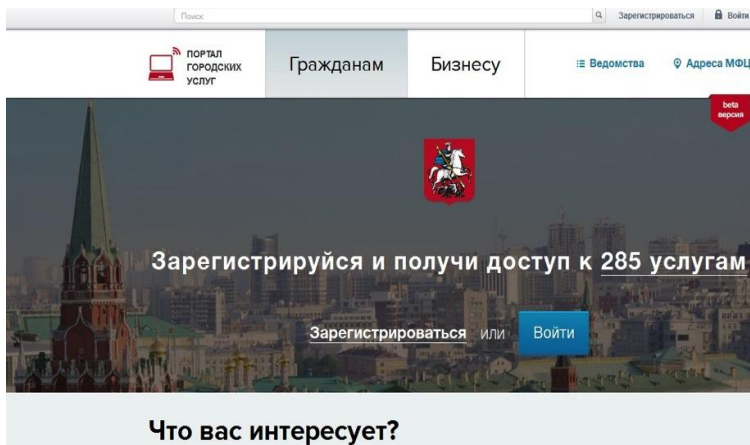 Поиск
Зарегистрироваться Войти
ПОРТАЛ
ГОРОДСКИХ
УСЛУГ
Гражданам
Бизнесу
Ведомства
Адреса МФЦ
beta
версия
Зарегистрируйся и получи доступ к 285 услугам
Зарегистрироваться или Войти
Что вас интересует?